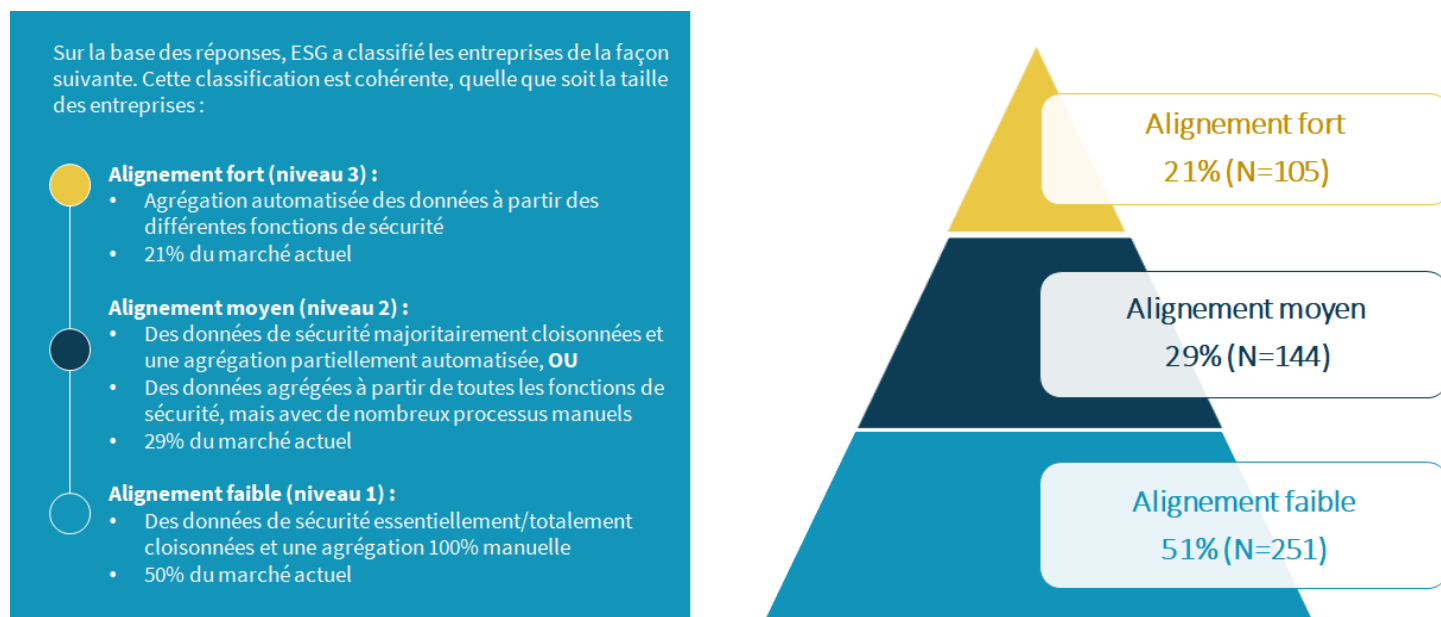 Sur la base des réponses, ESG a classifié les entreprises de la façon
suivante. Cette classification est cohérente, quelle que soit la taille
des entreprises :
Alignement fort (niveau 3) :
• Agrégation automatisée des données à partir des
différentes fonctions de sécurité
• 21% du marché actuel
Alignement moyen (niveau 2) :
• Des données de sécurité majoritairement cloisonnées et
une agrégation partiellement automatisée, OU
• Des données agrégées à partir de toutes les fonctions de
sécurité, mais avec de nombreux processus manuels
• 29% du marché actuel
Alignement faible (niveau 1) :
• Des données de sécurité essentiellement/totalement
cloisonnées et une agrégation 100% manuelle
• 50% du marché actuel
Alignement fort
21% (N=105)
Alignement moyen
29% (N=144)
Alignement faible
51% (N=251)